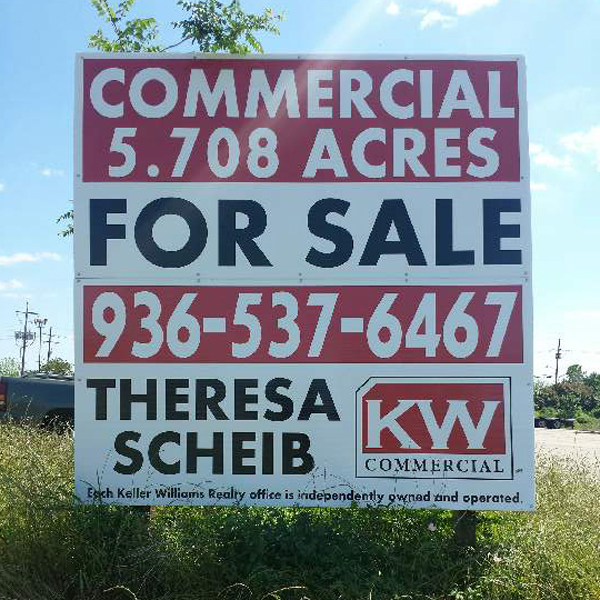 COMMERCIAL
5.708 ACRES
FOR SALE
936-537-6467
THERESA
SCHEIB
KW
COMMERCIAL
Each Keller Williams Realty office is independently owned and operated.